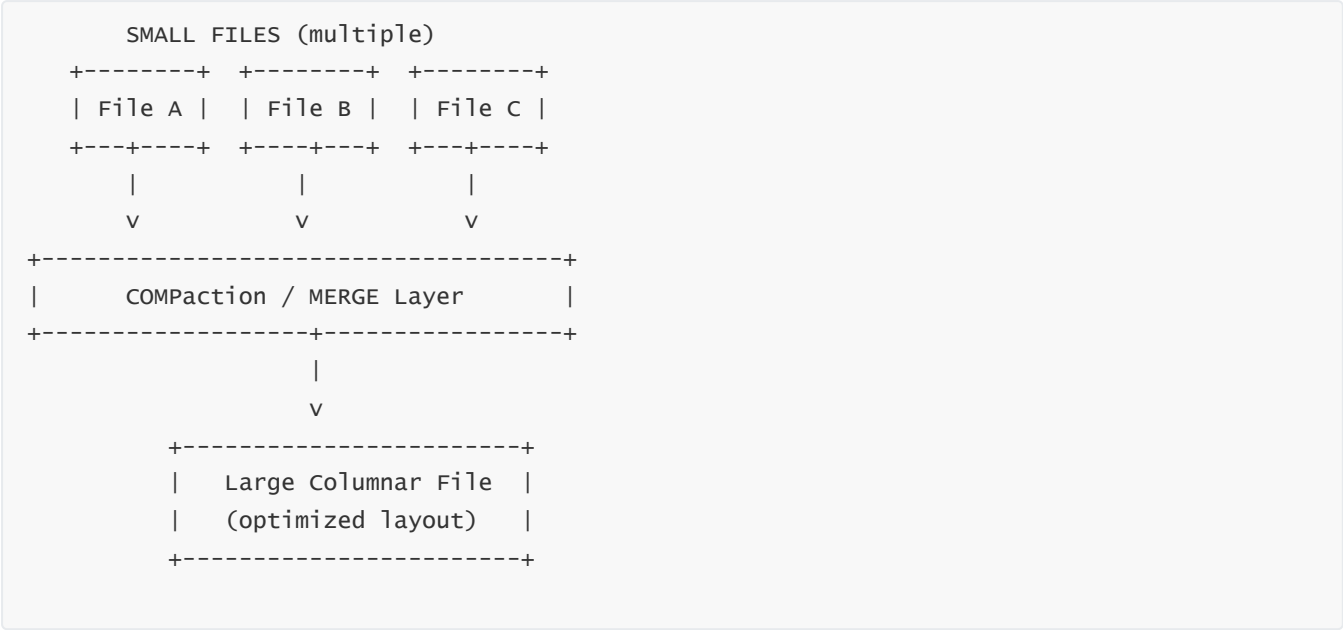 SMALL FILES (multiple)
+--------+  +--------+  +--------+
| File A |  | File B |  | File C |
+---+----+  +----+---+  +---+----+
|           |           |
v           v           v
+-------------------------------------+
|      COMPaction / MERGE Layer       |
+-------------------+-----------------+
|
v
+------------------------+
|   Large Columnar File  |
|   (optimized layout)   |
+------------------------+